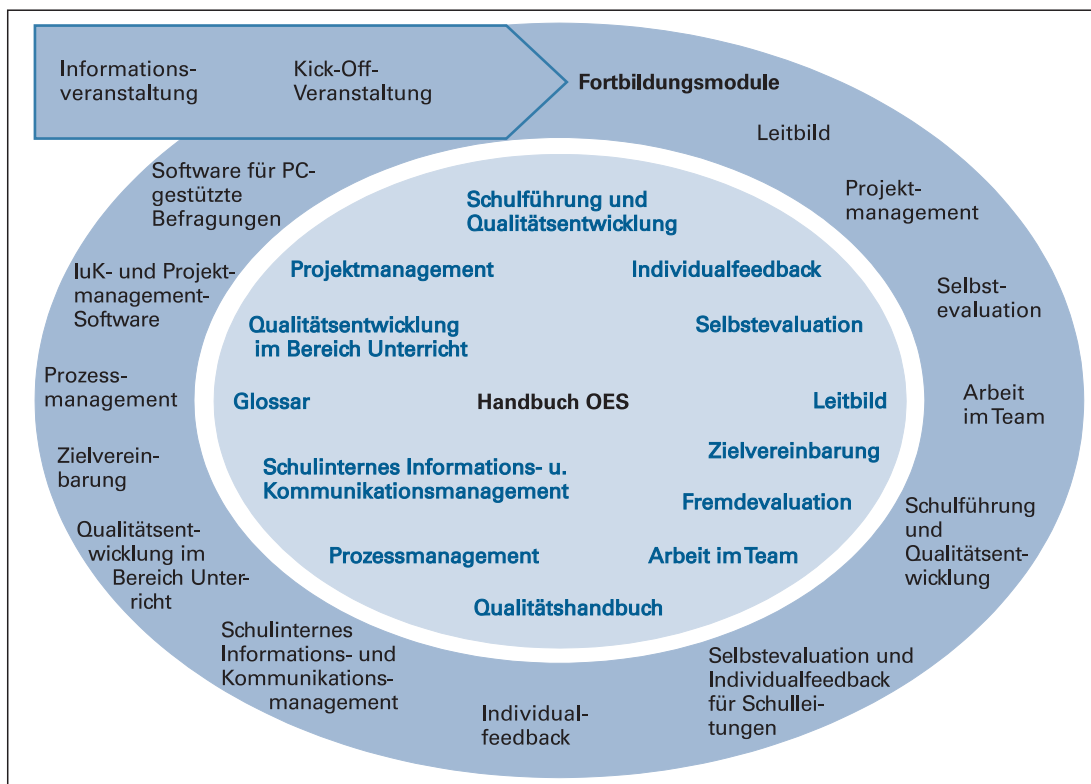 Informations-
veranstaltung
Kick-Off-
Veranstaltung
Fortbildungsmodule
Leitbild
Projekt-
management
Selbst-
evaluation
Arbeit
im Team
Schulführung
und
Qualitätsent-
wicklung
Selbstevaluation und
Individualfeedback
für Schullei-
tungen
Individual-
feedback
Schulinternes
Informations- und
Kommunikations-
management
Qualitätsent-
wicklung im
Bereich Unter-
richt
Zielverein-
barung
Prozess-
management
IuK- und Projekt-
management-
Software
Software für PC-
gestützte
Befragungen
Schulführung und
Qualitätsentwicklung
Projektmanagement
Individualfeedback
Qualitätsentwicklung
im Bereich Unterricht
Selbstevaluation
Glossar
Handbuch OES
Leitbild
Zielvereinbarung
Schulinternes Informations- u.
Kommunikationsmanagement
Fremdevaluation
Prozessmanagement
Arbeit im Team
Qualitätshandbuch